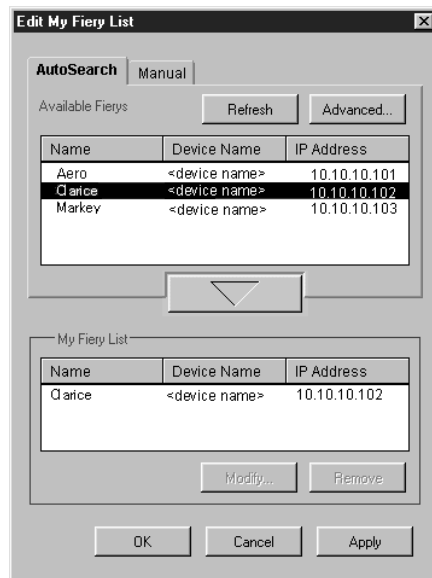 Edit My Fiery List
AutoSearch Manual
Available Fierys Refresh Advanced...
Name Device Name IP Address
Aero <device name> 10.10.10.101
Clarice <device name> 10.10.10.102
Markey <device name> 10.10.10.103
My Fiery List
Name Device Name IP Address
Clarice <device name> 10.10.10.102
Modify... Remove
OK Cancel Apply